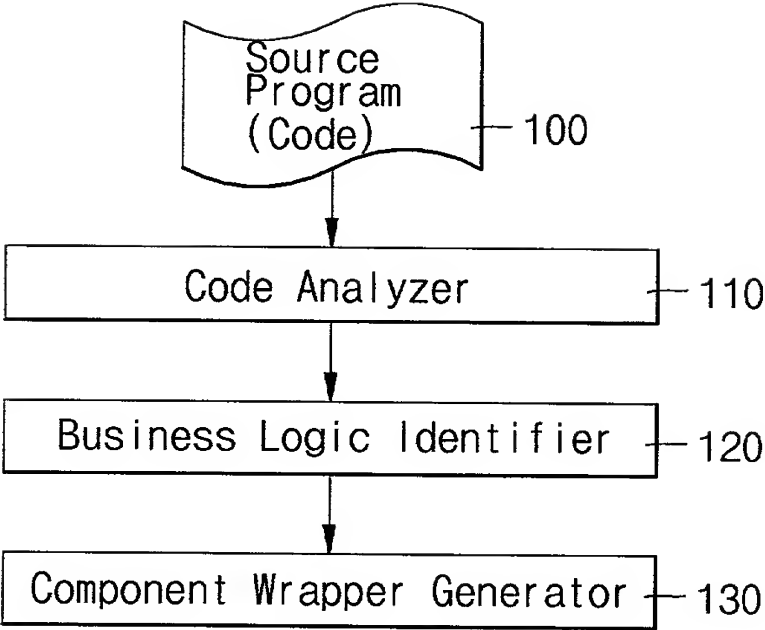 Source
Program
(Code)
100
Code Analyzer
110
Business Logic Identifier
120
Component Wrapper Generator
130